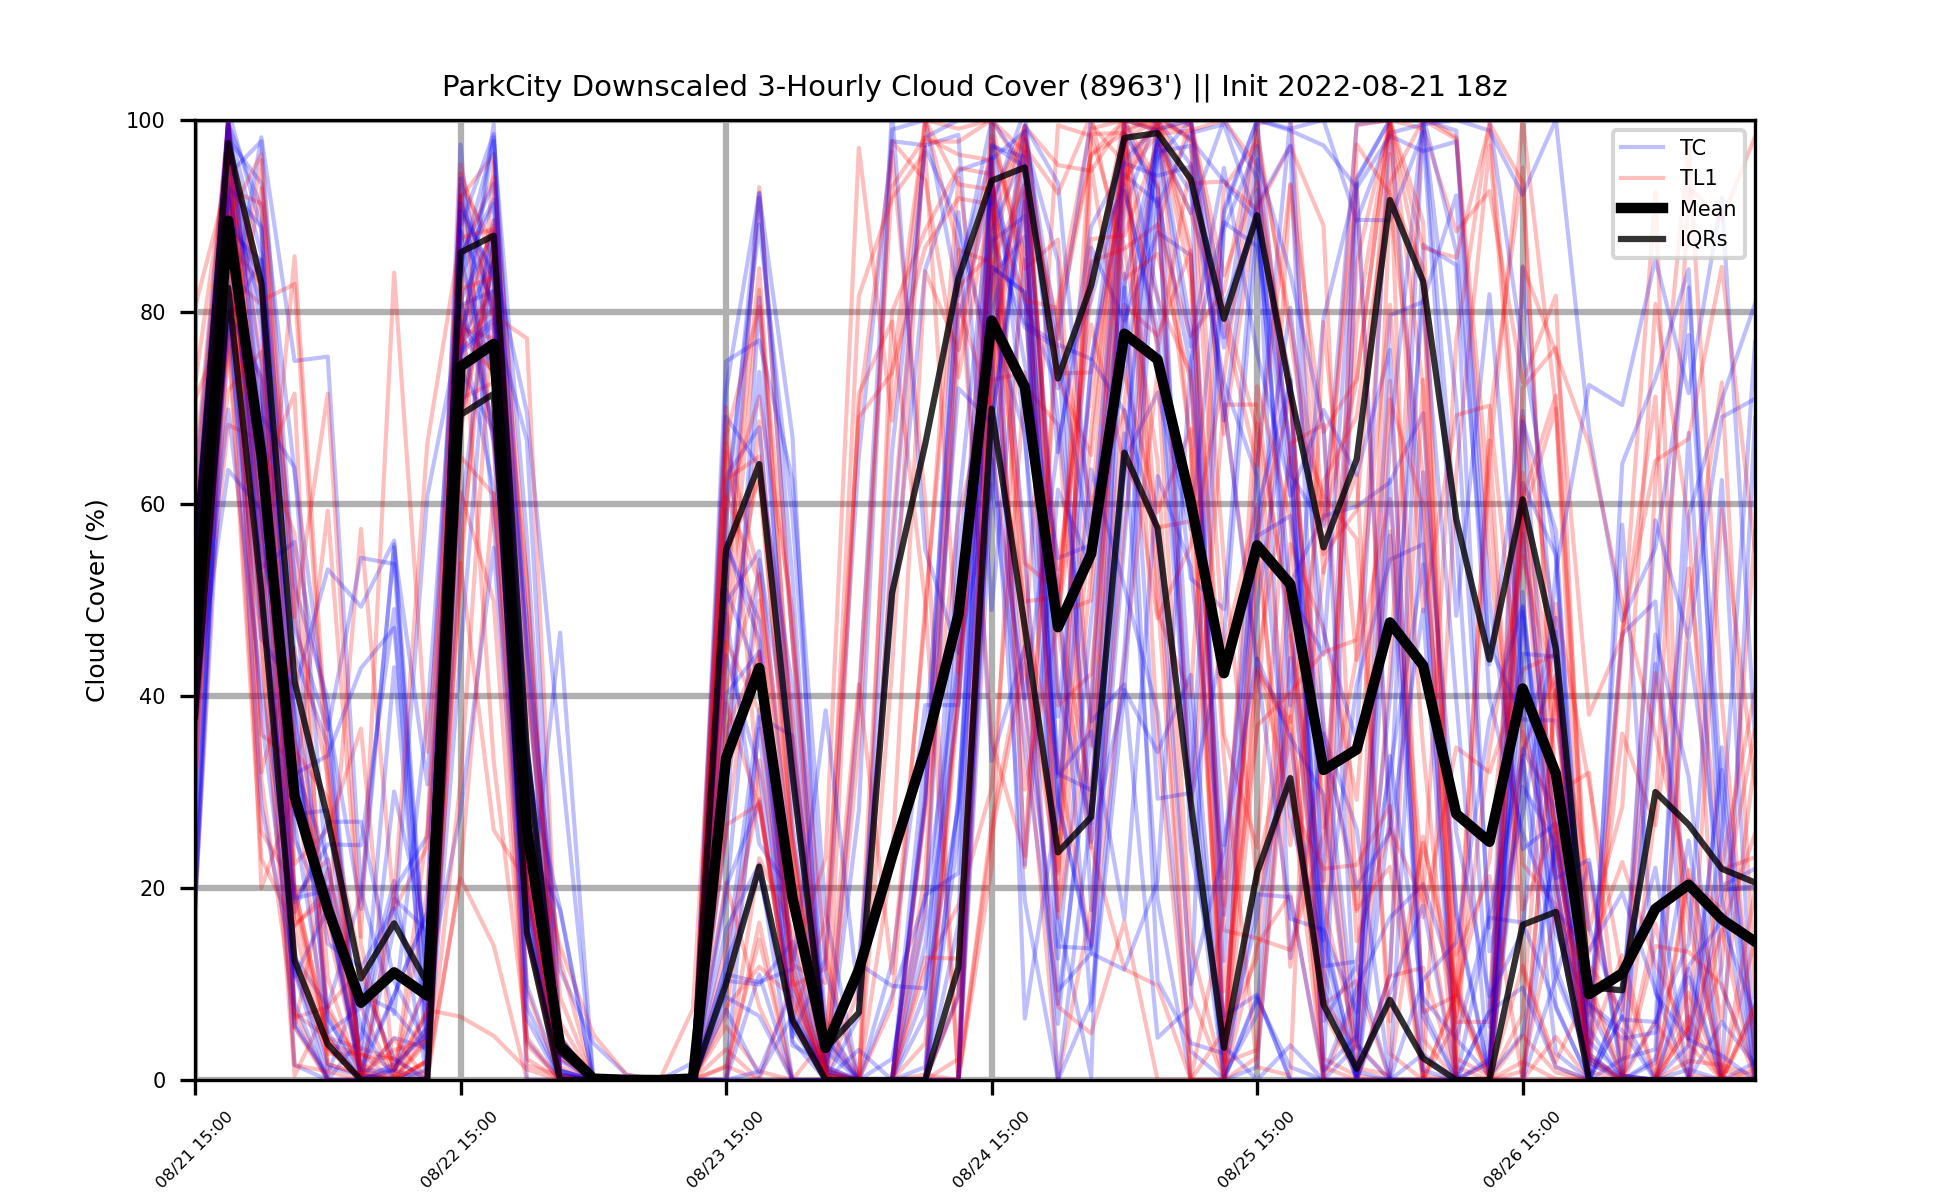 ParkCity Downscaled 3-Hourly Cloud Cover (8963') || Init 2022-08-21 18z
Cloud Cover (%)
100
80
60
40
20
0
TC
TL1
Mean
IQRs
08/21 15:00
08/22 15:00
08/23 15:00
08/24 15:00
08/25 15:00
08/26 15:00